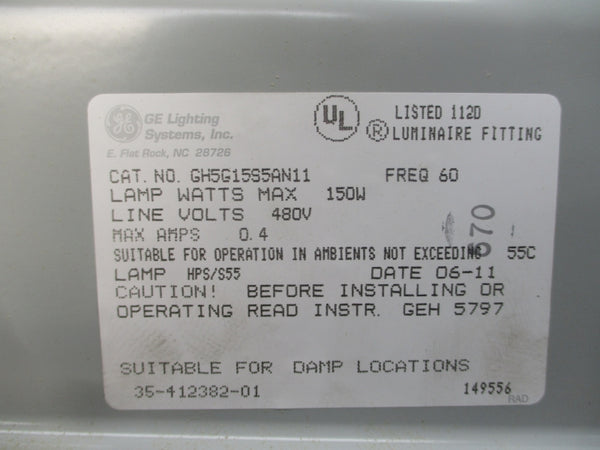 GE Lighting
Systems, Inc.
E. Flat Rock, NC 28726
UL
LISTED 112D
® LUMINAIRE FITTING
CAT. NO. GH5G15S5AN11 FREQ 60
LAMP WATTS MAX 150W
LINE VOLTS 480V
MAX AMPS 0.4
670
SUITABLE FOR OPERATION IN AMBIENTS NOT EXCEEDING 55C
LAMP HPS/S55 DATE 06-11
CAUTION! BEFORE INSTALLING OR
OPERATING READ INSTR. GEH 5797
SUITABLE FOR DAMP LOCATIONS
35-412382-01 149556
RAD